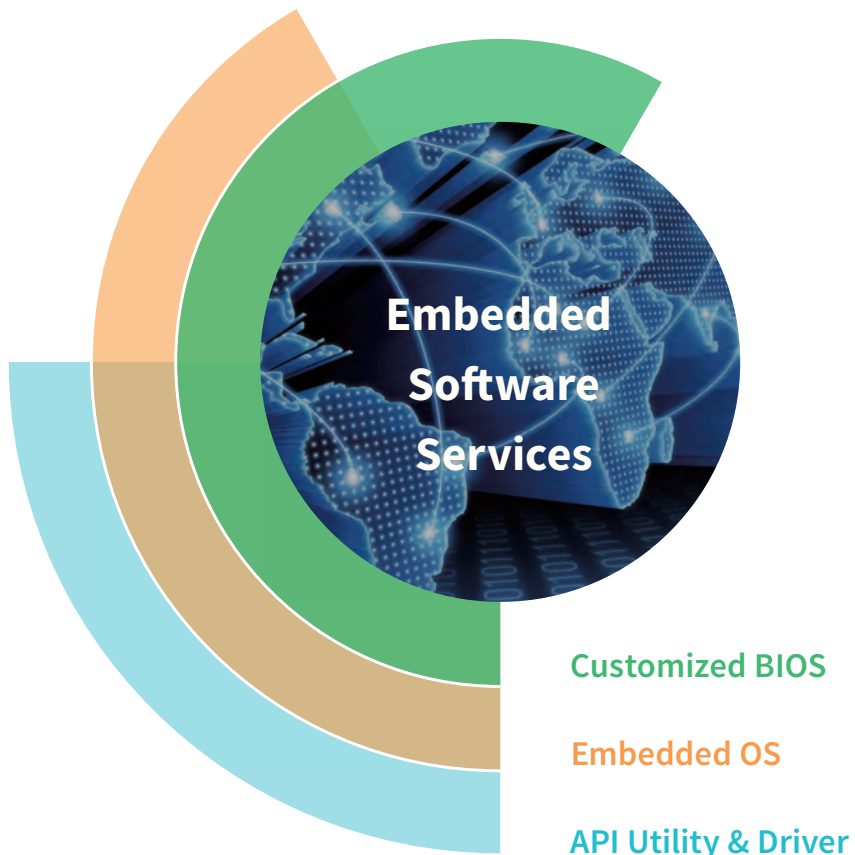 Embedded
Software
Services
Customized BIOS
Embedded OS
API Utility & Driver